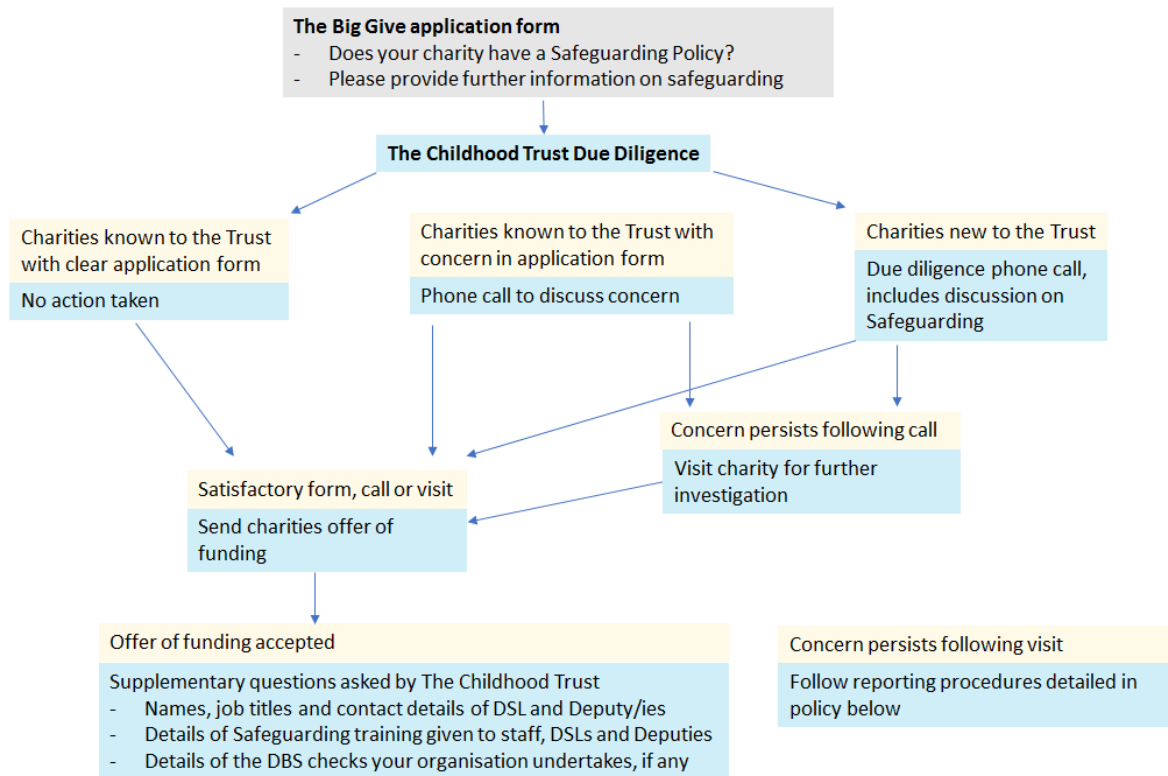 The Big Give application form
- Does your charity have a Safeguarding Policy?
- Please provide further information on safeguarding
The Childhood Trust Due Diligence
Charities known to the Trust
with clear application form
No action taken
Charities known to the Trust with
concern in application form
Phone call to discuss concern
Charities new to the Trust
Due diligence phone call,
includes discussion on
Safeguarding
Concern persists following call
Visit charity for further
investigation
Satisfactory form, call or visit
Send charities offer of
funding
Offer of funding accepted
Supplementary questions asked by The Childhood Trust
- Names, job titles and contact details of DSL and Deputy/ies
- Details of Safeguarding training given to staff, DSLs and Deputies
- Details of the DBS checks your organisation undertakes, if any
Concern persists following visit
Follow reporting procedures detailed in
policy below